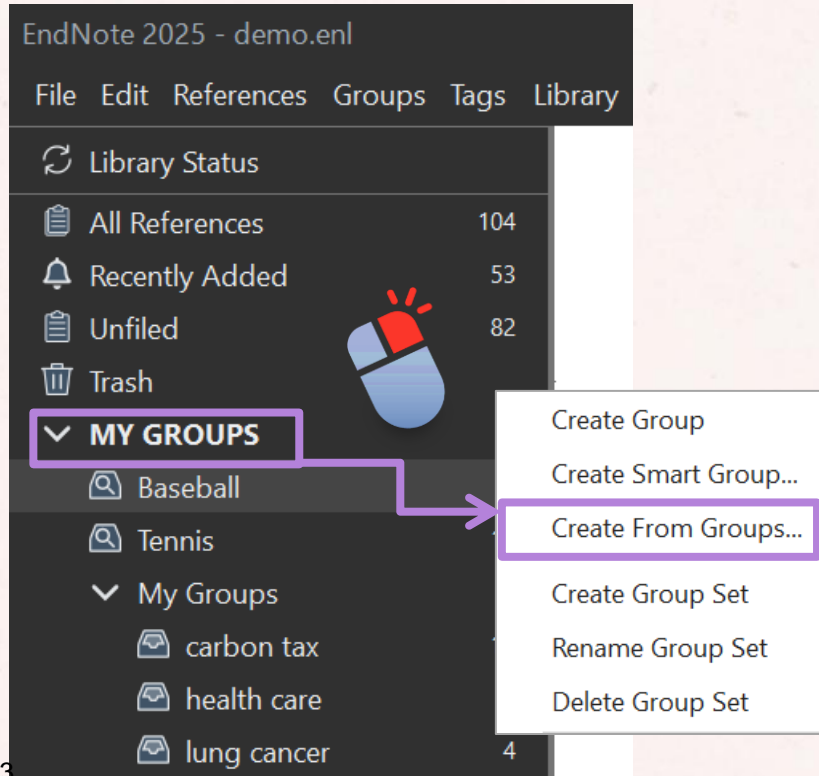 EndNote 2025 - demo.enl
File Edit References Groups Tags Library
Library Status
All References 104
Recently Added 53
Unfiled 82
Trash
MY GROUPS
Baseball
Tennis
My Groups
carbon tax
health care
lung cancer 4
Create Group
Create Smart Group...
Create From Groups...
Create Group Set
Rename Group Set
Delete Group Set
3